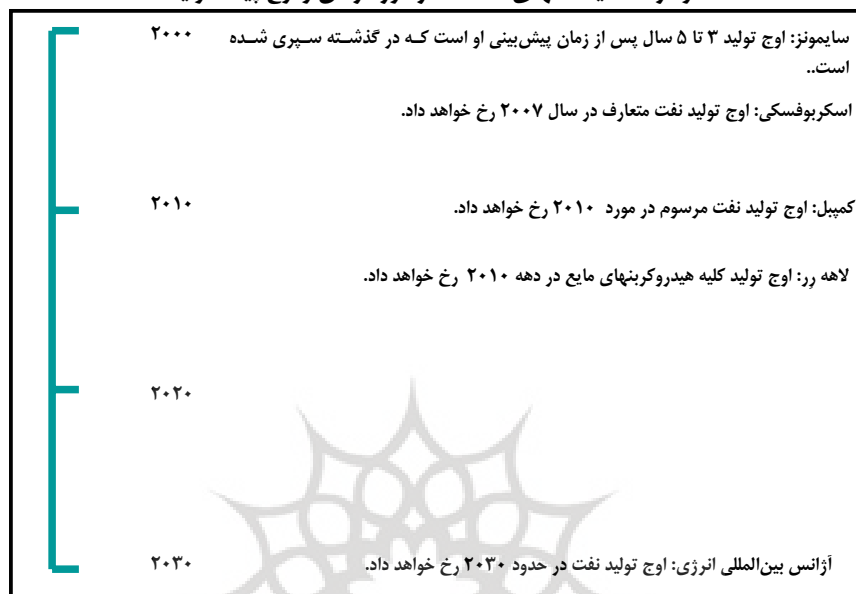 سایمونز: اوج تولید ۳ تا ۵ سال پس از زمان پیش‌بینی او است کـه در گذشـته سـپری شـده
است..
۲۰۰۰
اسکربوفسکی: اوج تولید نفت متعارف در سال ۲۰۰۷ رخ خواهد داد.
کمپبل: اوج تولید نفت مرسوم در مورد ۲۰۱۰ رخ خواهد داد.
۲۰۱۰
لاهه رِر: اوج تولید کلیه هیدروکربنهای مایع در دهه ۲۰۱۰ رخ خواهد داد.
۲۰۲۰
آژانس بین‌المللی انرژی: اوج تولید نفت در حدود ۲۰۳۰ رخ خواهد داد.
۲۰۳۰